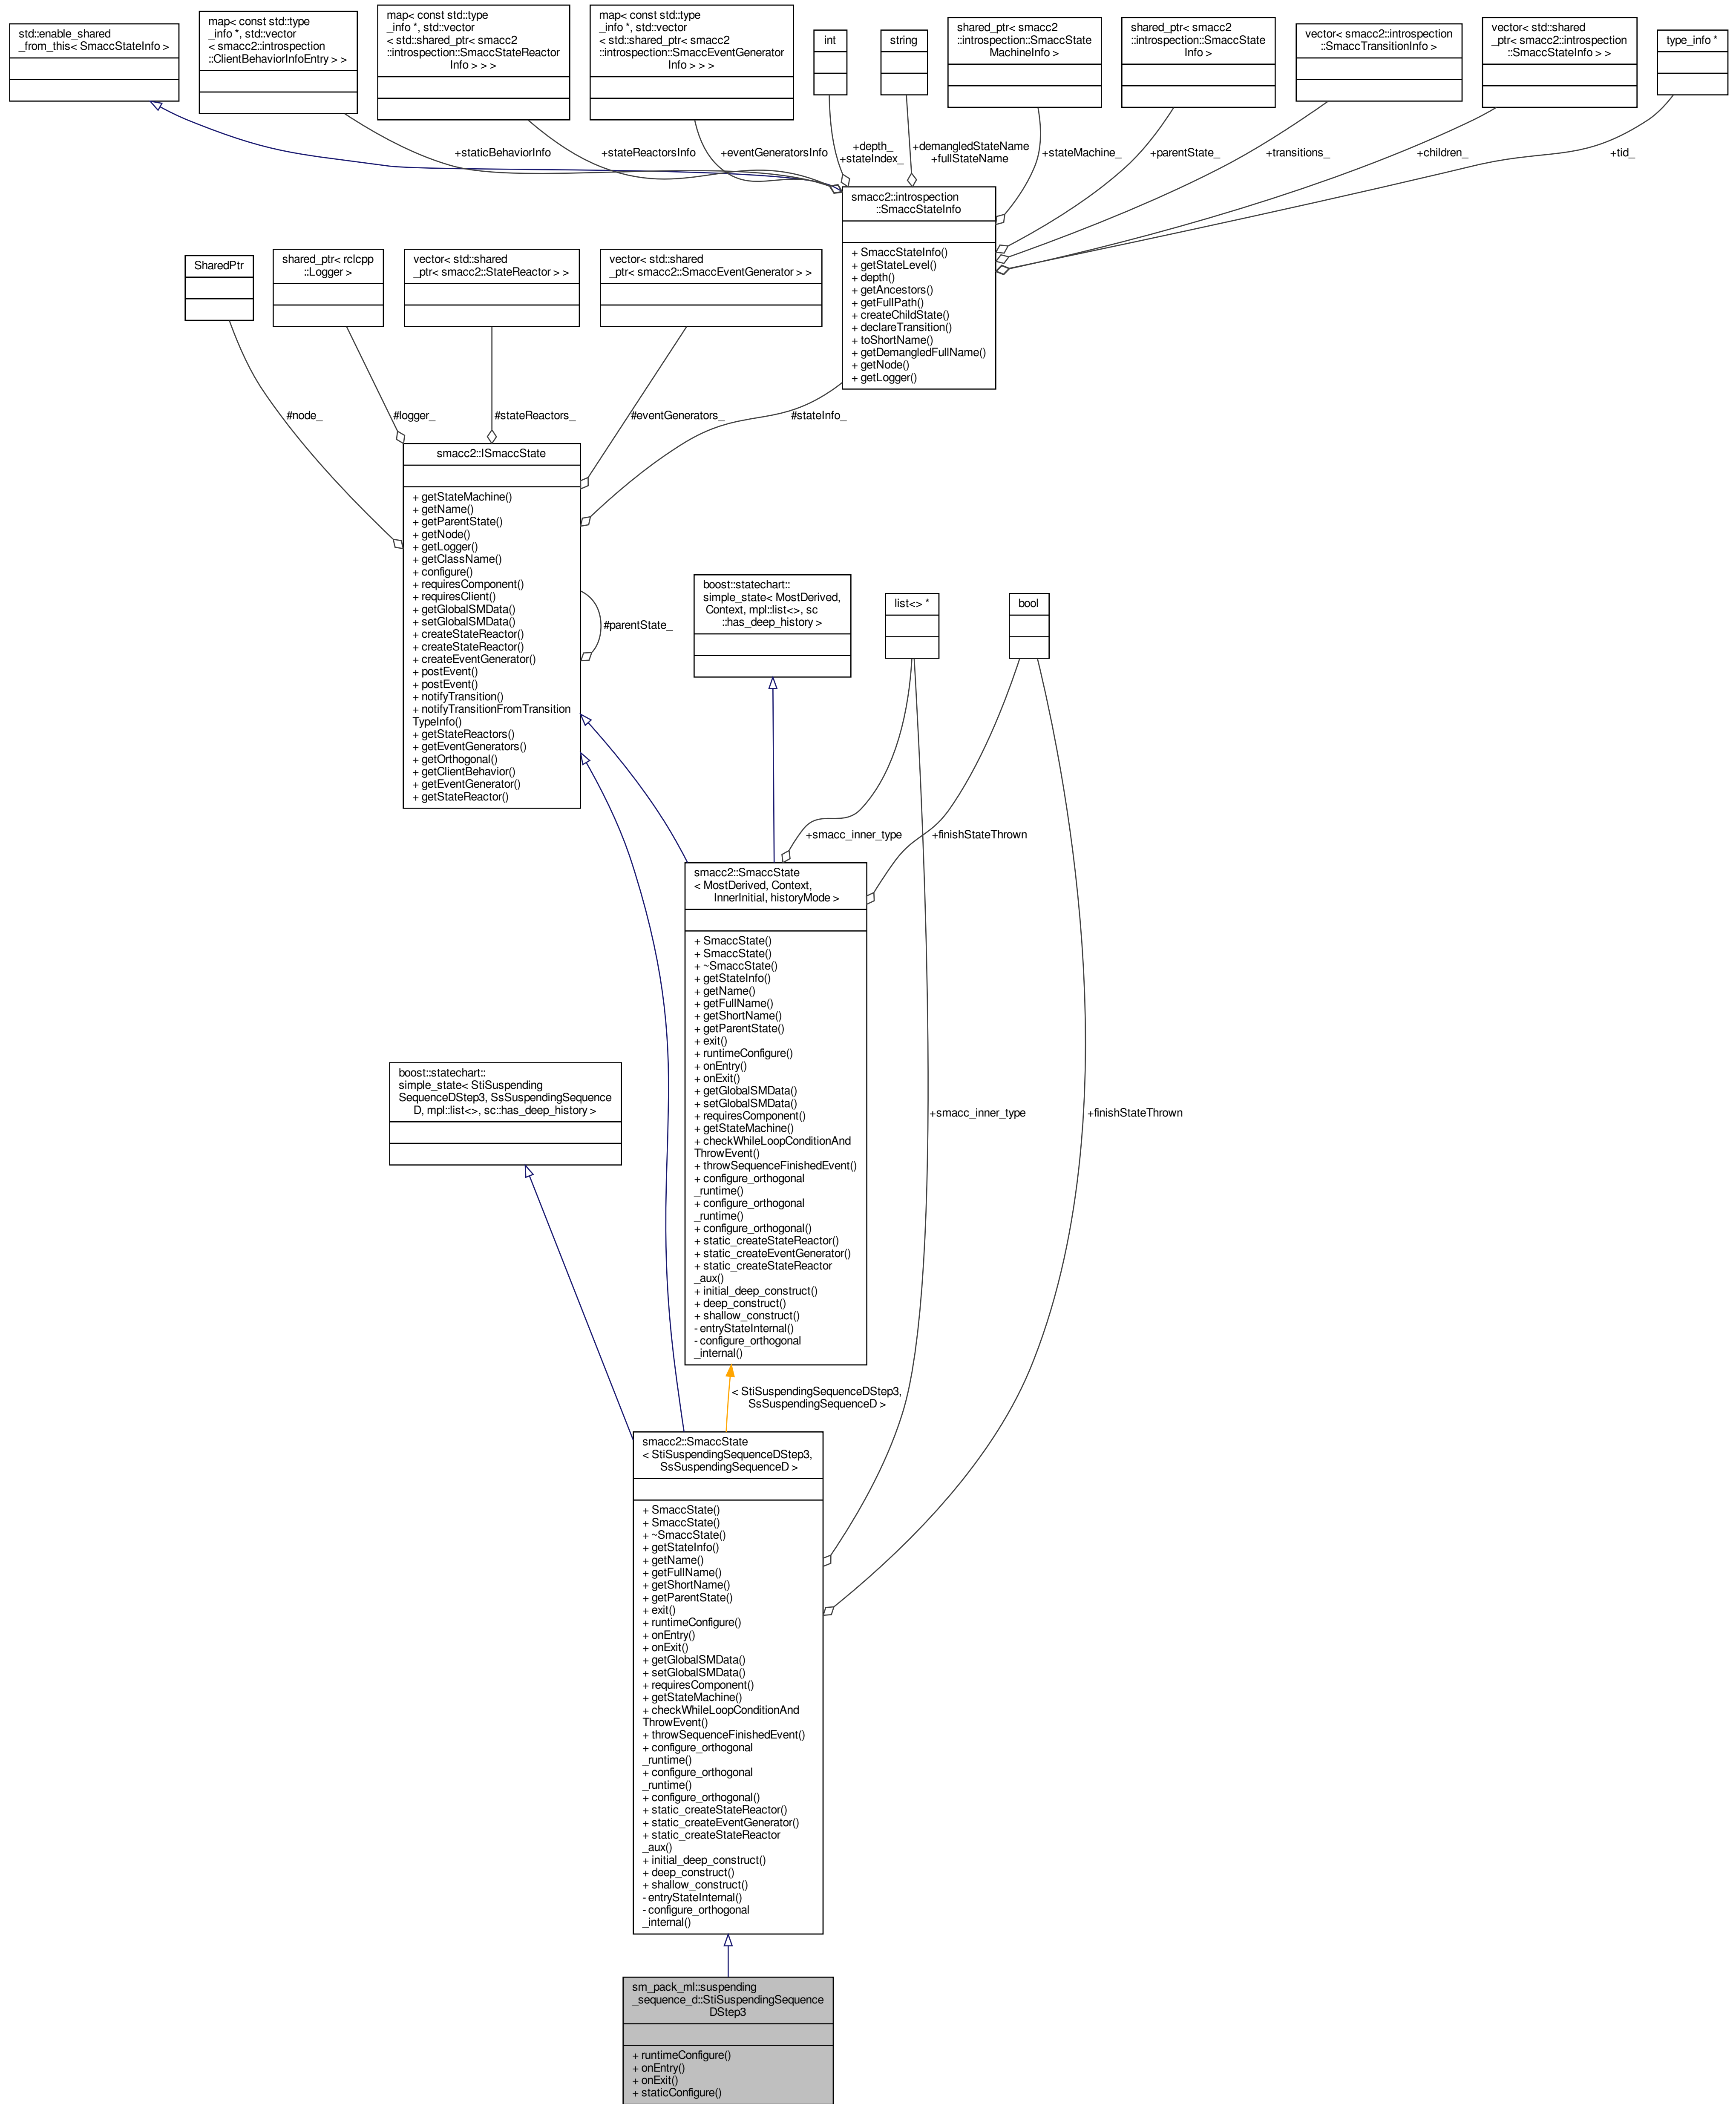 std::enable_shared
_from_this< SmaccStateInfo >
map< const std::type
_info *, std::vector
< smacc2::introspection
::ClientBehaviorInfoEntry > >
map< const std::type
_info *, std::vector
< std::shared_ptr< smacc2
::introspection::SmaccStateReactor
Info > > >
map< const std::type
_info *, std::vector
< std::shared_ptr< smacc2
::introspection::SmaccEventGenerator
Info > > >
int
string
shared_ptr< smacc2
::introspection::SmaccState
MachineInfo >
shared_ptr< smacc2
::introspection::SmaccState
Info >
vector< smacc2::introspection
::SmaccTransitionInfo >
vector< std::shared
_ptr< smacc2::introspection
::SmaccStateInfo > >
type_info *
+staticBehaviorInfo
+stateReactorsInfo
+eventGeneratorsInfo
+depth_
+stateIndex_
+demangledStateName
+fullStateName
+stateMachine_
+parentState_
+transitions_
+children_
+tid_
smacc2::introspection
::SmaccStateInfo
+ SmaccStateInfo()
+ getStateLevel()
+ depth()
+ getAncestors()
+ getFullPath()
+ createChildState()
+ declareTransition()
+ toShortName()
+ getDemangledFullName()
+ getNode()
+ getLogger()
SharedPtr
shared_ptr< rclcpp
::Logger >
vector< std::shared
_ptr< smacc2::StateReactor > >
vector< std::shared
_ptr< smacc2::SmaccEventGenerator > >
#node_
#logger_
#stateReactors_
#eventGenerators_
#stateInfo_
smacc2::ISmaccState
+ getStateMachine()
+ getName()
+ getParentState()
+ getNode()
+ getLogger()
+ getClassName()
+ configure()
+ requiresComponent()
+ requiresClient()
+ getGlobalSMData()
+ setGlobalSMData()
+ createStateReactor()
+ createStateReactor()
+ createEventGenerator()
+ postEvent()
+ postEvent()
+ notifyTransition()
+ notifyTransitionFromTransition
TypeInfo()
+ getStateReactors()
+ getEventGenerators()
+ getOrthogonal()
+ getClientBehavior()
+ getEventGenerator()
+ getStateReactor()
#parentState_
boost::statechart::
simple_state< MostDerived,
Context, mpl::list<>, sc
::has_deep_history >
list<> *
bool
+smacc_inner_type
+finishStateThrown
smacc2::SmaccState
< MostDerived, Context,
InnerInitial, historyMode >
+ SmaccState()
+ SmaccState()
+ ~SmaccState()
+ getStateInfo()
+ getName()
+ getFullName()
+ getShortName()
+ getParentState()
+ exit()
+ runtimeConfigure()
+ onEntry()
+ onExit()
+ getGlobalSMData()
+ setGlobalSMData()
+ requiresComponent()
+ getStateMachine()
+ checkWhileLoopConditionAnd
ThrowEvent()
+ throwSequenceFinishedEvent()
+ configure_orthogonal
_runtime()
+ configure_orthogonal
_runtime()
+ configure_orthogonal()
+ static_createStateReactor()
+ static_createEventGenerator()
+ static_createStateReactor
_aux()
+ initial_deep_construct()
+ deep_construct()
+ shallow_construct()
- entryStateInternal()
- configure_orthogonal
_internal()
boost::statechart::
simple_state< StiSuspending
SequenceDStep3, SsSuspendingSequence
D, mpl::list<>, sc::has_deep_history >
+smacc_inner_type
+finishStateThrown
< StiSuspendingSequenceDStep3,
SsSuspendingSequenceD >
smacc2::SmaccState
< StiSuspendingSequenceDStep3,
SsSuspendingSequenceD >
+ SmaccState()
+ SmaccState()
+ ~SmaccState()
+ getStateInfo()
+ getName()
+ getFullName()
+ getShortName()
+ getParentState()
+ exit()
+ runtimeConfigure()
+ onEntry()
+ onExit()
+ getGlobalSMData()
+ setGlobalSMData()
+ requiresComponent()
+ getStateMachine()
+ checkWhileLoopConditionAnd
ThrowEvent()
+ throwSequenceFinishedEvent()
+ configure_orthogonal
_runtime()
+ configure_orthogonal
_runtime()
+ configure_orthogonal()
+ static_createStateReactor()
+ static_createEventGenerator()
+ static_createStateReactor
_aux()
+ initial_deep_construct()
+ deep_construct()
+ shallow_construct()
- entryStateInternal()
- configure_orthogonal
_internal()
sm_pack_ml::suspending
_sequence_d::StiSuspendingSequence
DStep3
+ runtimeConfigure()
+ onEntry()
+ onExit()
+ staticConfigure()